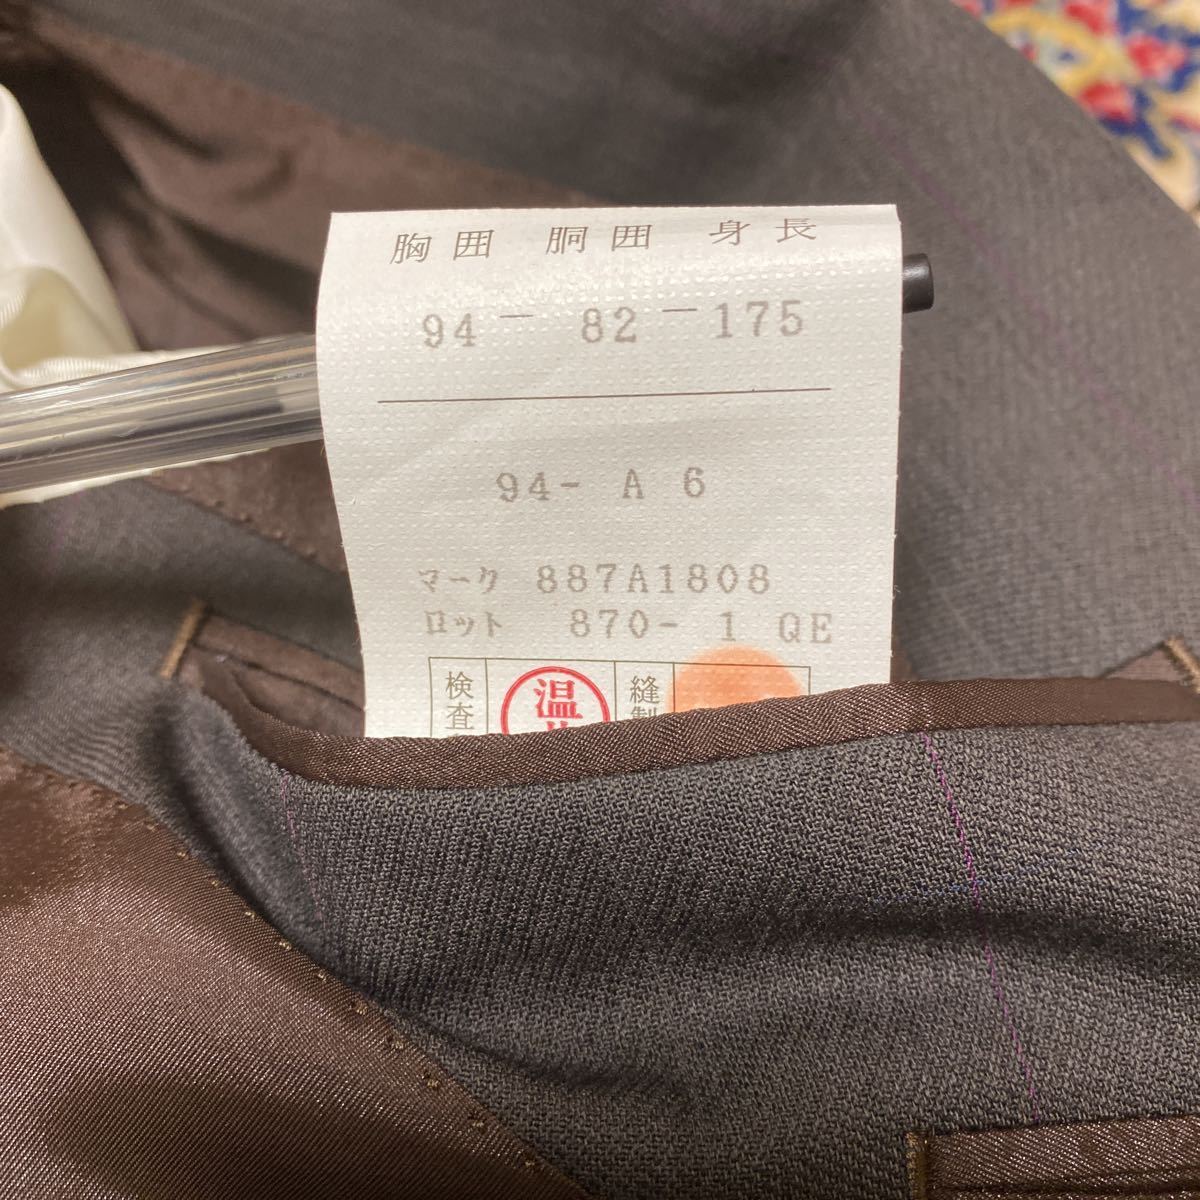 胸囲 胴囲 身長
94 - 82 - 175
94- A 6
マーク 887A1808
ロット 870- 1 QE
検査 温 縫製